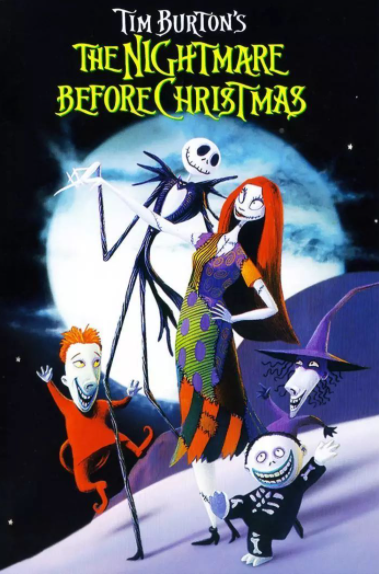 TIM BURTON'S
THE NIGHTMARE
BEFORE CHRISTMAS